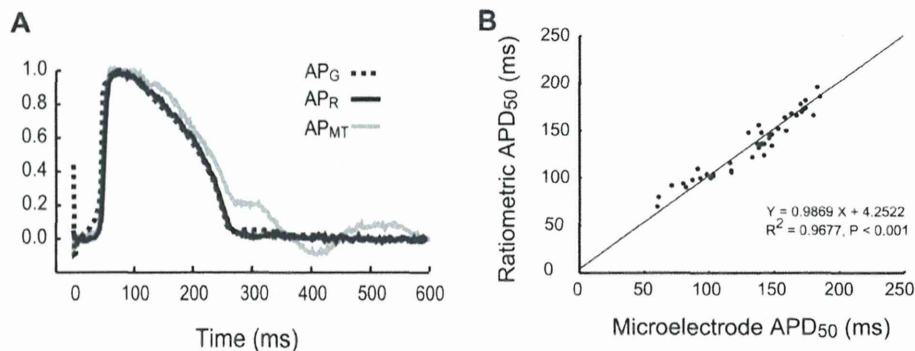 A
1.0
0.8
0.6
0.4
0.2
0.0
APG
APR
APMT
0 100 200 300 400 500 600
Time (ms)
B
Ratiometric APD50 (ms)
250
200
150
100
50
0
Y = 0.9869 X + 4.2522
R2 = 0.9677, P < 0.001
0 50 100 150 200 250
Microelectrode APD50 (ms)